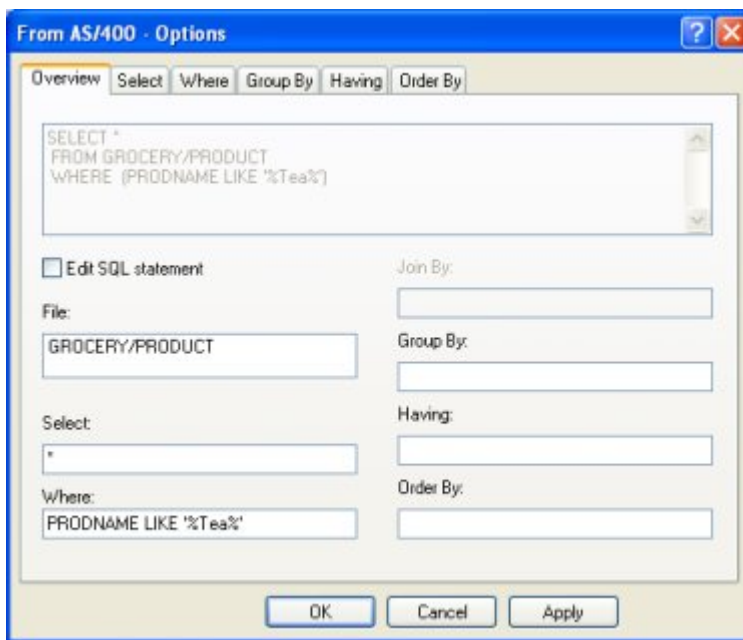 From AS/400 - Options
Overview Select Where Group By Having Order By
SELECT *
FROM GROCERY/PRODUCT
WHERE (PRODNAME LIKE '%Tea%')
Edit SQL statement
Join By:
File:
GROCERY/PRODUCT
Group By:
Select:
*
Having:
Where:
PRODNAME LIKE '%Tea%'
Order By:
OK Cancel Apply